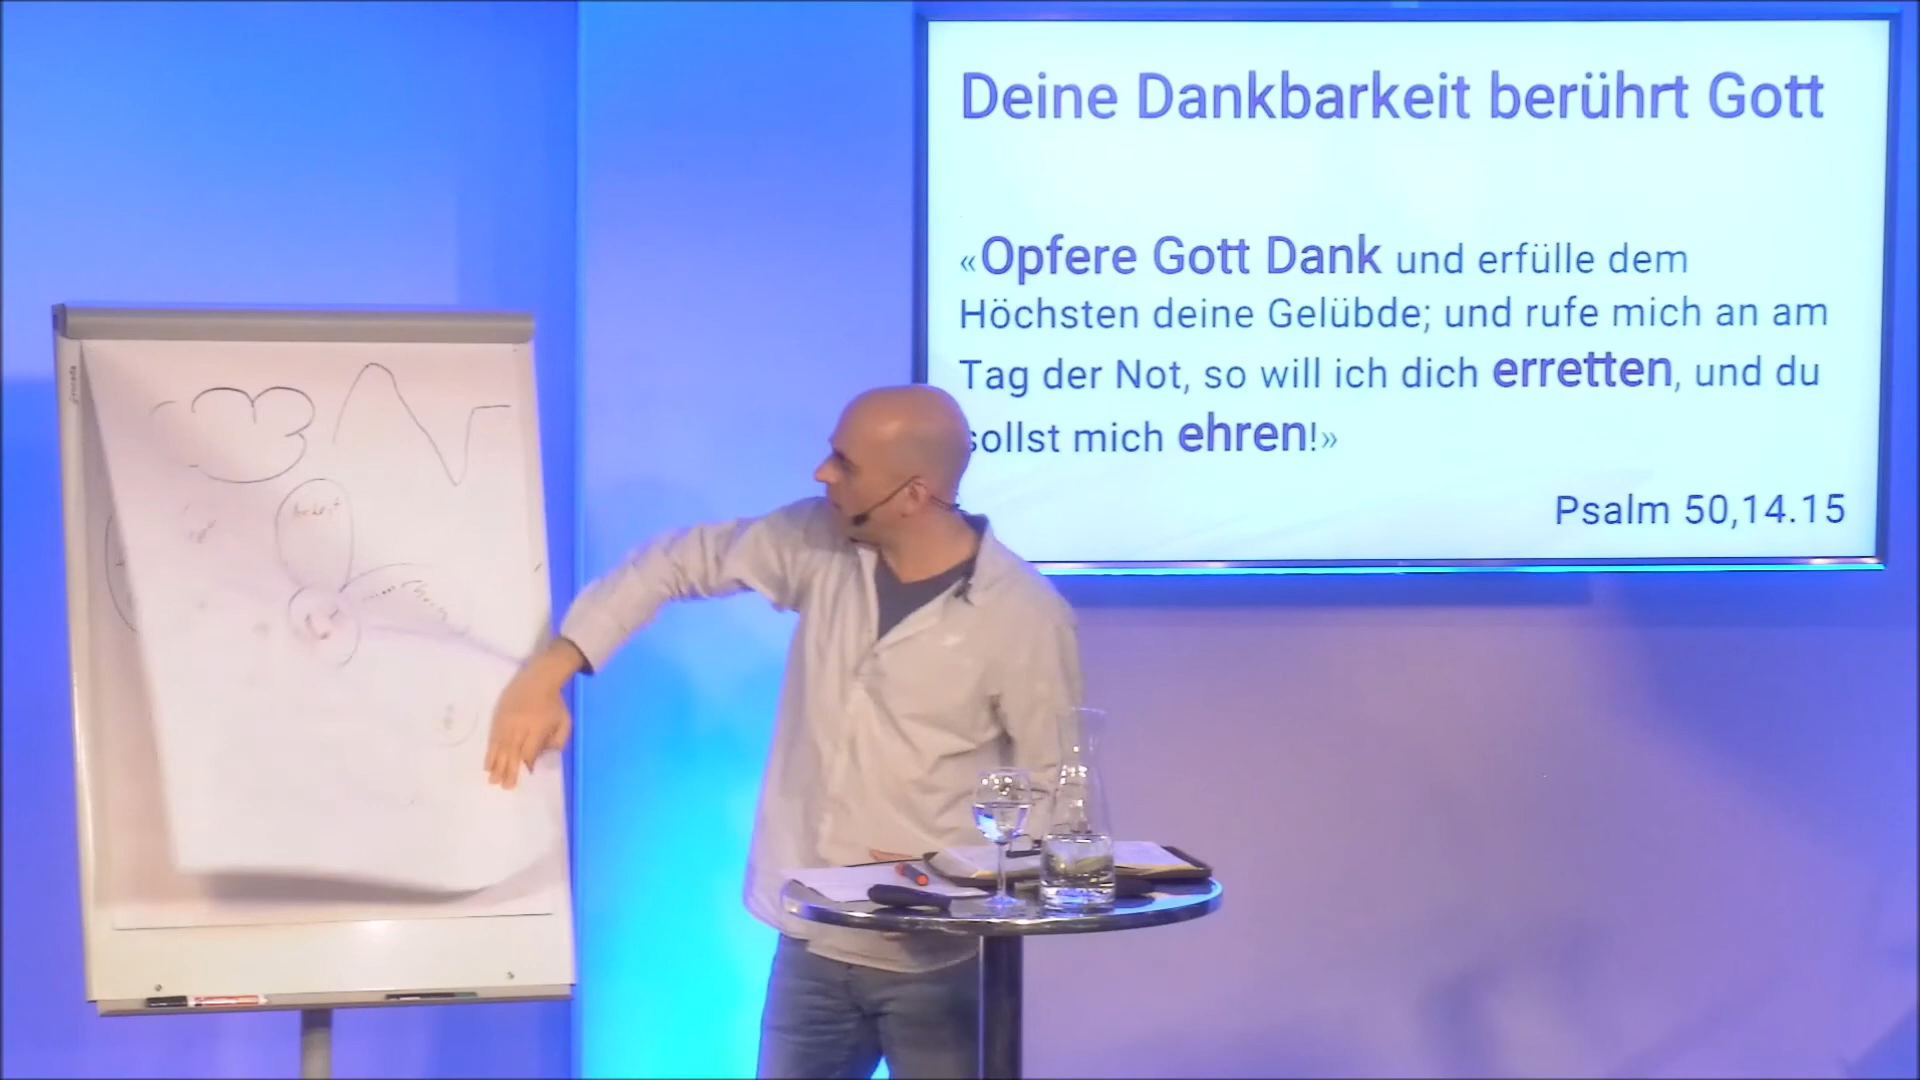 Deine Dankbarkeit berührt Gott
«Opfere Gott Dank und erfülle dem
Höchsten deine Gelübde; und rufe mich an am
Tag der Not, so will ich dich erretten, und du
sollst mich ehren!»
Psalm 50,14.15